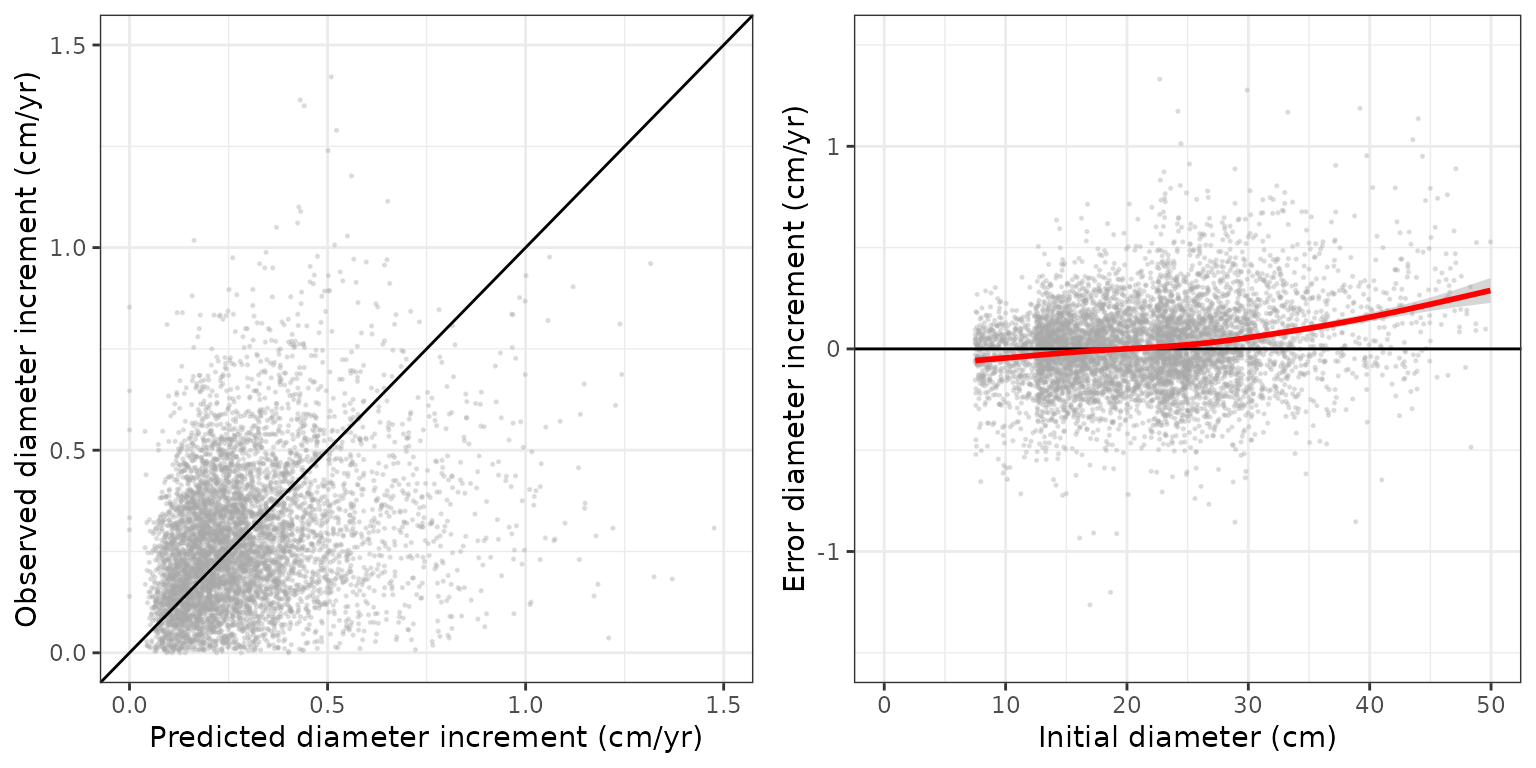 Observed diameter increment (cm/yr)
1.5
1.0
0.5
0.0
0.0 0.5 1.0 1.5
Predicted diameter increment (cm/yr)
Error diameter increment (cm/yr)
1
0
-1
0 10 20 30 40 50
Initial diameter (cm)